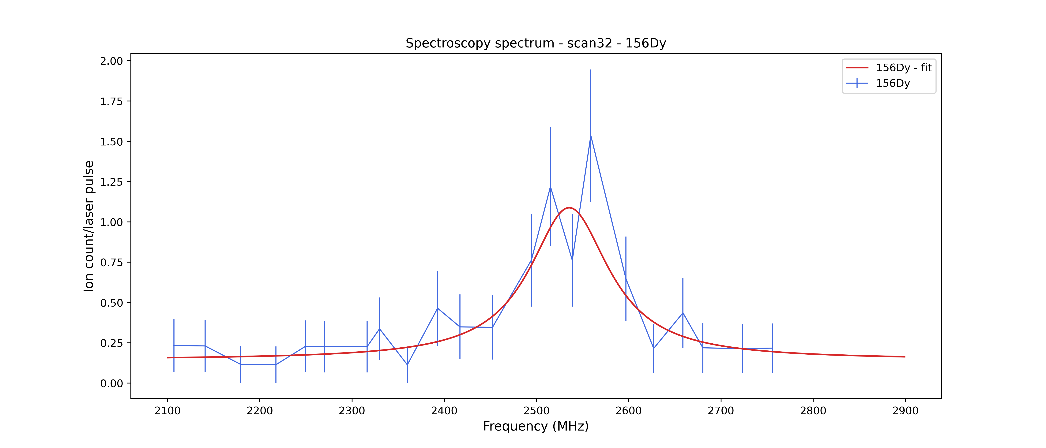 Spectroscopy spectrum - scan32 - 156Dy
2.00
1.75
1.50
1.25
1.00
0.75
0.50
0.25
0.00
Ion count/laser pulse
156Dy - fit
156Dy
2100 2200 2300 2400 2500 2600 2700 2800 2900
Frequency (MHz)